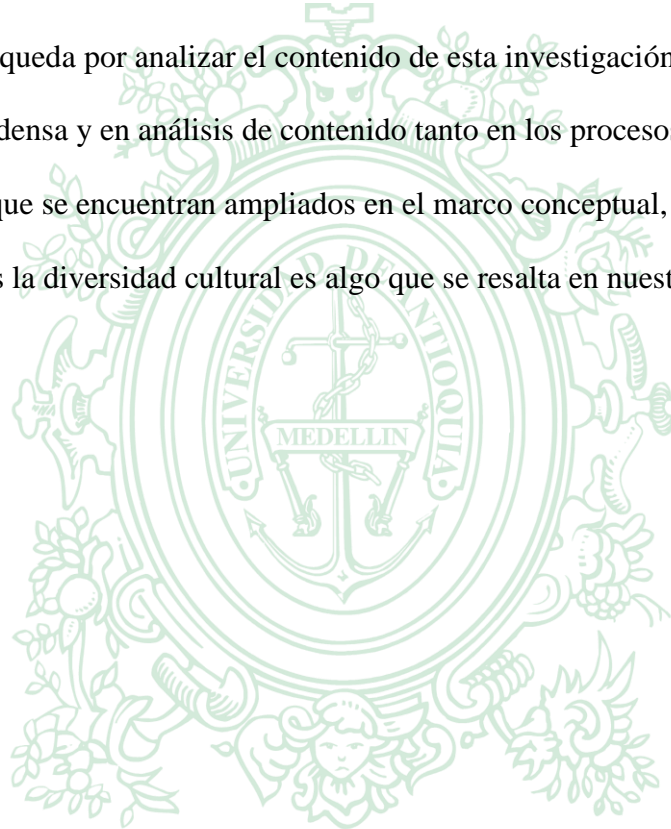 queda por analizar el contenido de esta investigación
densa y en análisis de contenido tanto en los proceso
que se encuentran ampliados en el marco conceptual,
s la diversidad cultural es algo que se resalta en nuest
UNIVERSIDAD DE ANTIOQUIA
MEDELLIN